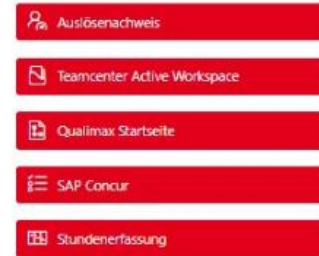 Auslösenachweis
Teamcenter Active Workspace
Qualimax Startseite
SAP Concur
Stundenerfassung